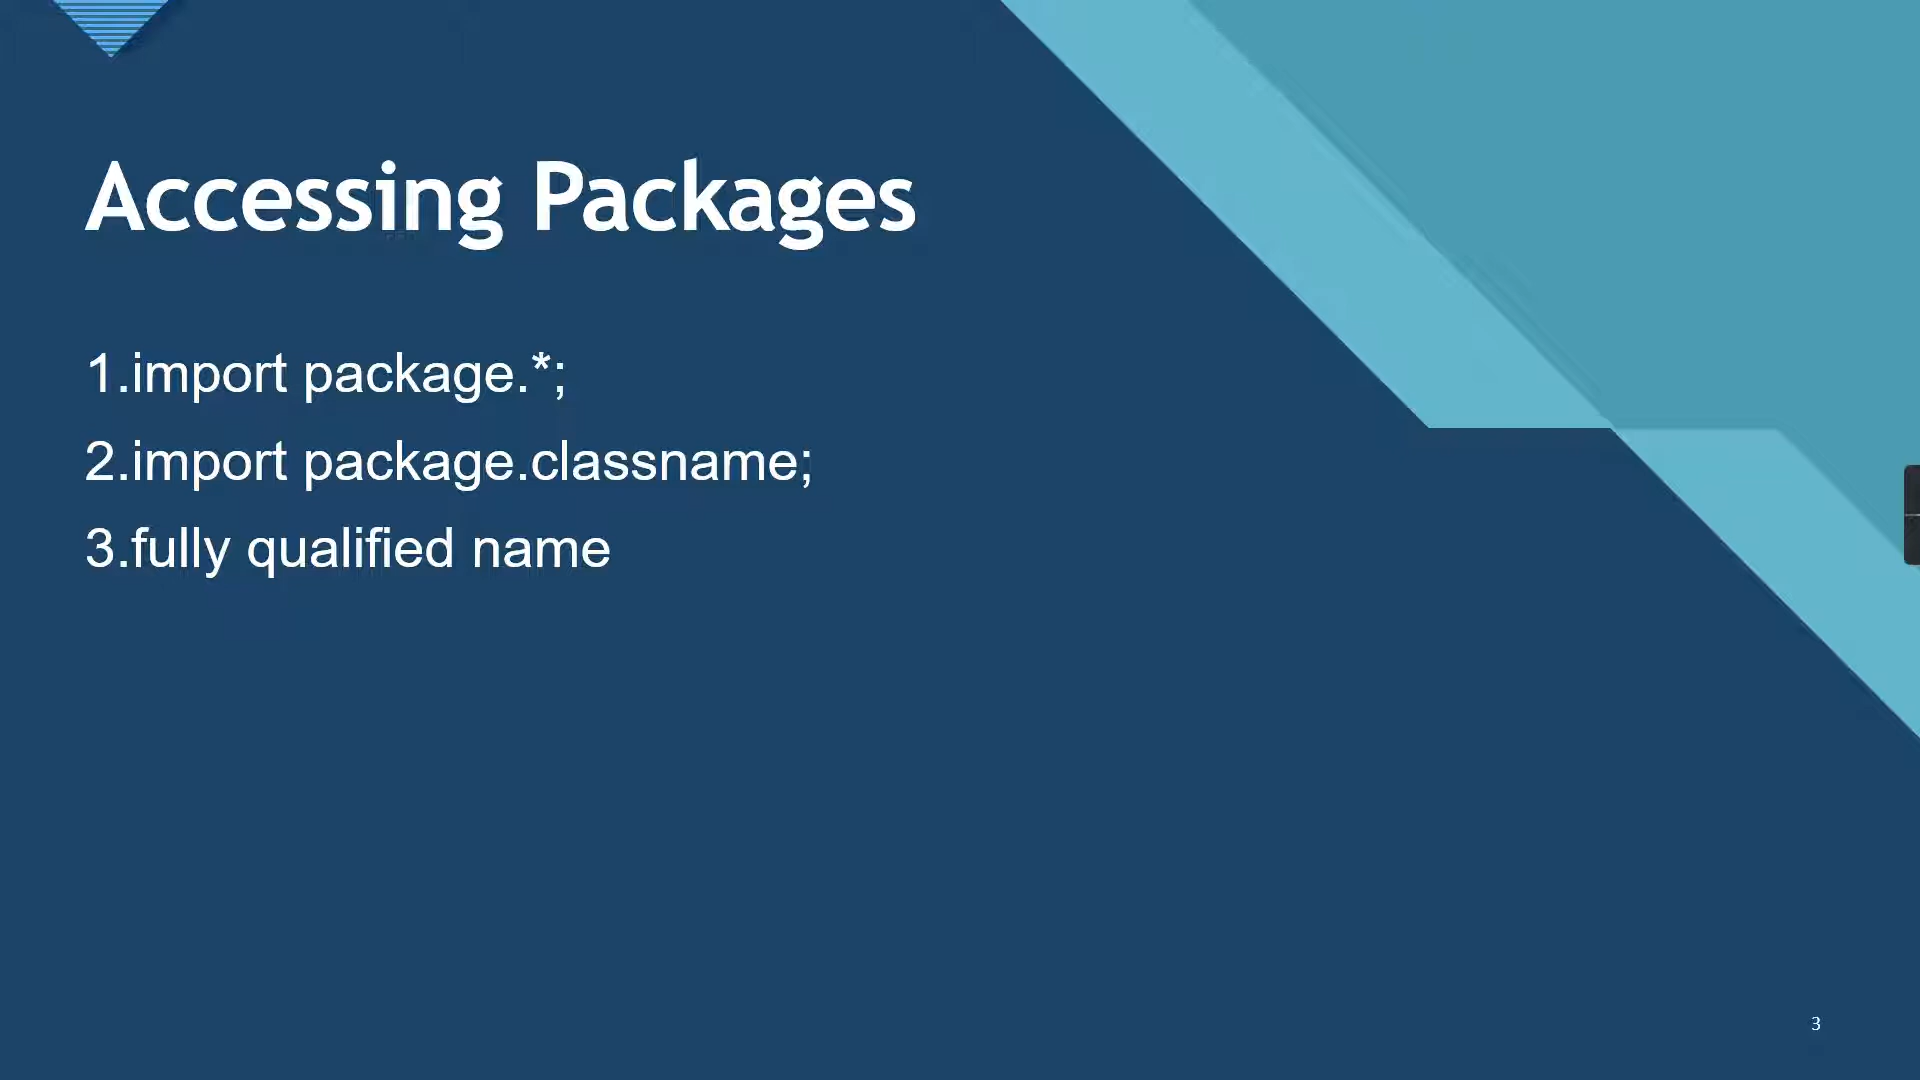 Accessing Packages
1.import package.*;
2.import package.classname;
3.fully qualified name
3